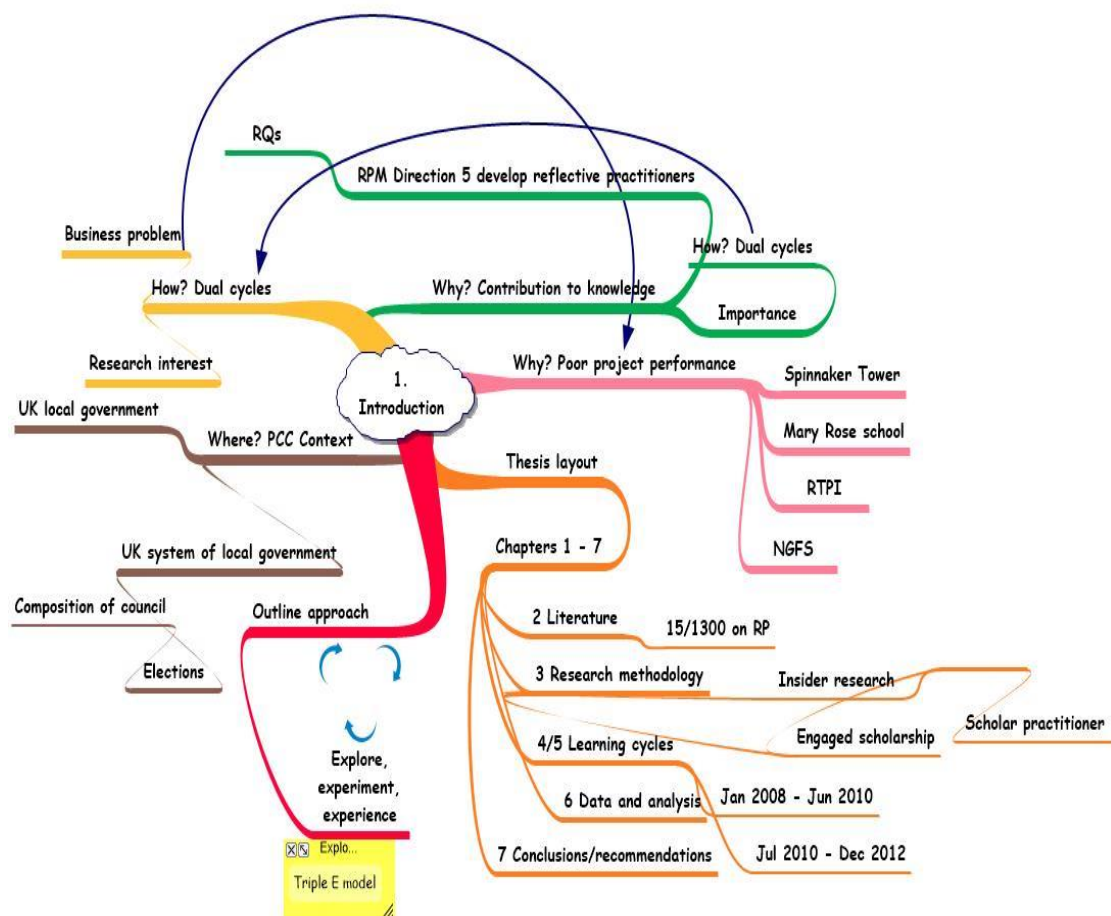 RQs
RPM Direction 5 develop reflective practitioners
Business problem
How? Dual cycles
How? Dual cycles
Why? Contribution to knowledge
Importance
Research interest
1.
Introduction
Why? Poor project performance
Spinnaker Tower
UK local government
Where? PCC Context
Mary Rose school
Thesis layout
RTPI
UK system of local government
Chapters 1 - 7
NGFS
Composition of council
Outline approach
2 Literature
15/1300 on RP
Elections
3 Research methodology
Insider research
Engaged scholarship
Scholar practitioner
4/5 Learning cycles
Explore,
experiment,
experience
6 Data and analysis
Jan 2008 - Jun 2010
Explo...
7 Conclusions/recommendations
Jul 2010 - Dec 2012
Triple E model